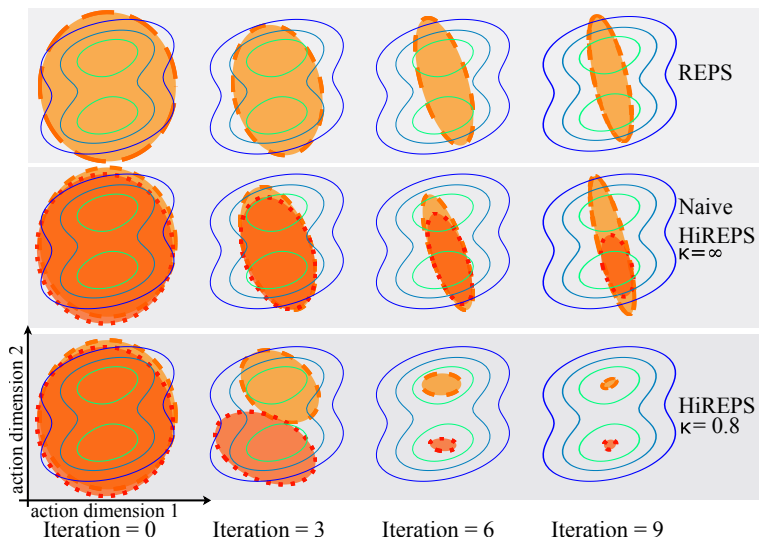 REPS
Naive
HiREPS
κ=∞
HiREPS
κ= 0.8
action dimension 2
action dimension 1
Iteration = 0
Iteration = 3
Iteration = 6
Iteration = 9